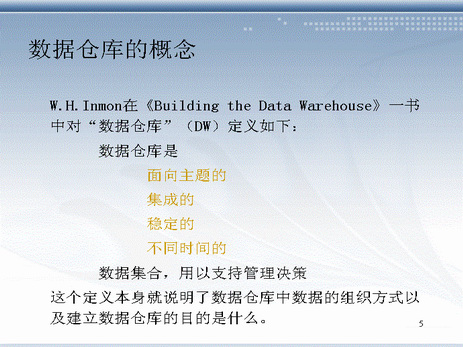 数据仓库的概念
W.H.Inmon在《Building the Data Warehouse》一书
中对“数据仓库”（DW）定义如下：
数据仓库是
面向主题的
集成的
稳定的
不同时间的
数据集合，用以支持管理决策
这个定义本身就说明了数据仓库中数据的组织方式以
及建立数据仓库的目的是什么。
5